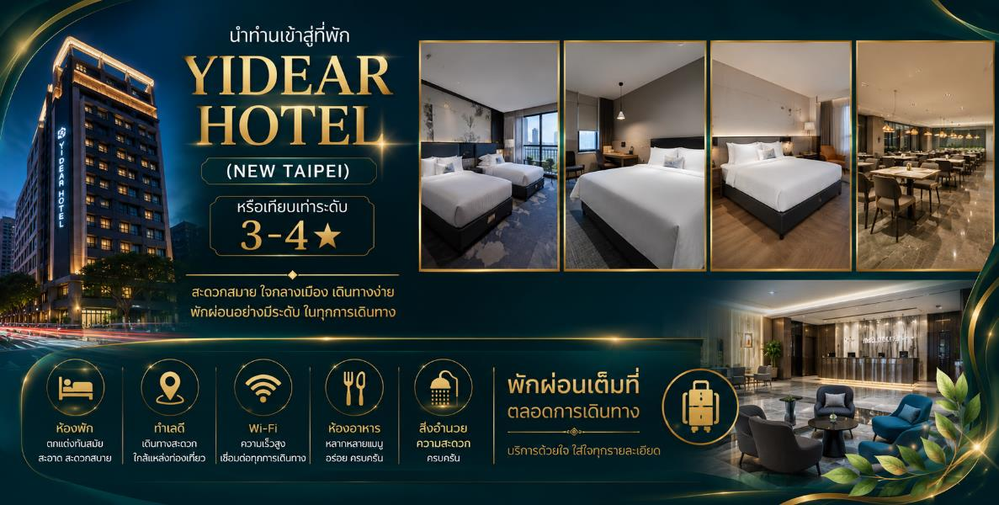 นำท่านเข้าสู่ที่พัก
YIDEAR
HOTEL
(NEW TAIPEI)
หรือเทียบเท่าระดับ
3-4★
สะดวกสบาย ใจกลางเมือง เดินทางง่าย
พักผ่อนอย่างมีระดับ ในทุกการเดินทาง
YIDEAR HOTEL
ห้องพัก
ตกแต่งทันสมัย
สะอาด สะดวกสบาย
ทำเลดี
เดินทางสะดวก
ใกล้แหล่งท่องเที่ยว
Wi-Fi
ความเร็วสูง
เชื่อมต่อทุกการเดินทาง
ห้องอาหาร
หลากหลายเมนู
อร่อย ครบครัน
สิ่งอำนวย
ความสะดวก
ครบครัน
พักผ่อนเต็มที่
ตลอดการเดินทาง
บริการด้วยใจ ใส่ใจทุกรายละเอียด